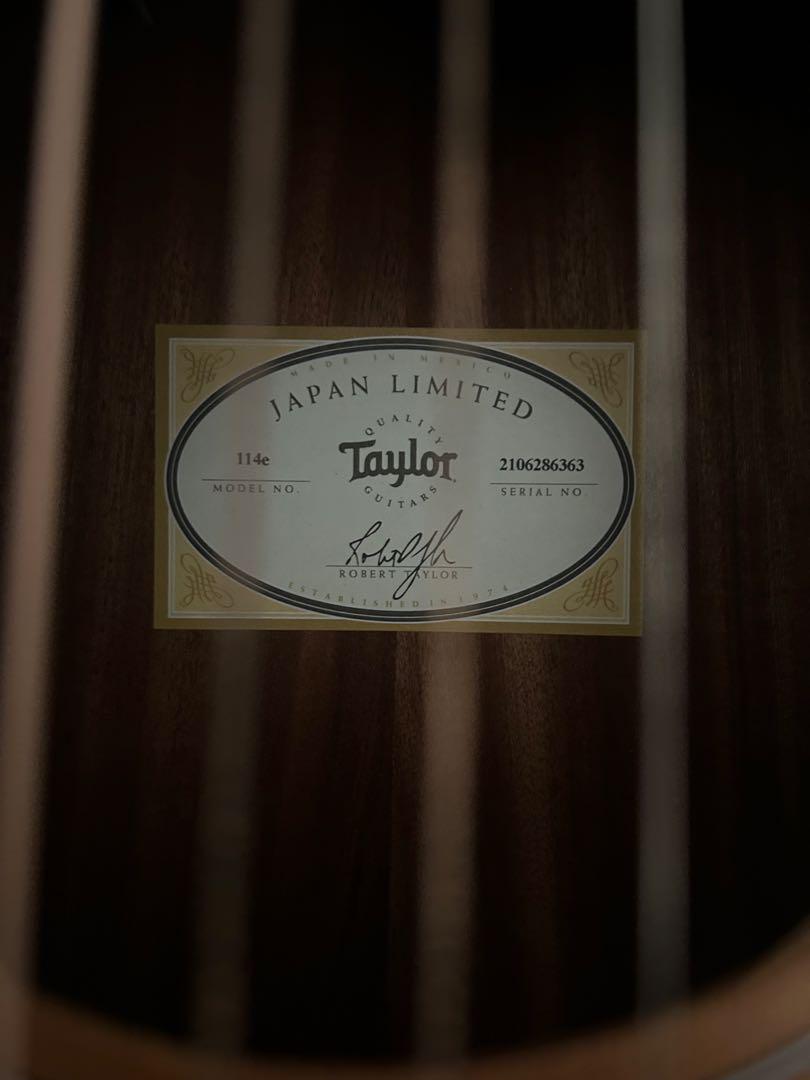 MADE IN MEXICO
JAPAN LIMITED
QUALITY
Taylor
GUITARS
114e
MODEL NO.
2106286363
SERIAL NO.
ROBERT TAYLOR
ESTABLISHED IN 1974